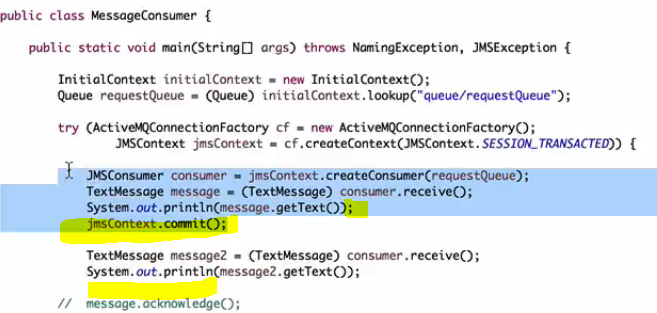 public class MessageConsumer {
public static void main(String[] args) throws NamingException, JMSException {
InitialContext initialContext = new InitialContext();
Queue requestQueue = (Queue) initialContext.lookup("queue/requestQueue");
try (ActiveMQConnectionFactory cf = new ActiveMQConnectionFactory();
JMSContext jmsContext = cf.createContext(JMSContext.SESSION_TRANSACTED)) {
JMSConsumer consumer = jmsContext.createConsumer(requestQueue);
TextMessage message = (TextMessage) consumer.receive();
System.out.println(message.getText());
jmsContext.commit();
TextMessage message2 = (TextMessage) consumer.receive();
System.out.println(message2.getText());
// message.acknowledge();